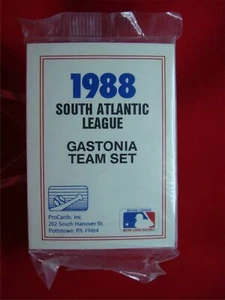 1988
SOUTH ATLANTIC
LEAGUE
GASTONIA
TEAM SET
ProCards, Inc.
202 South Hanover St.
Pottstown, PA 19464